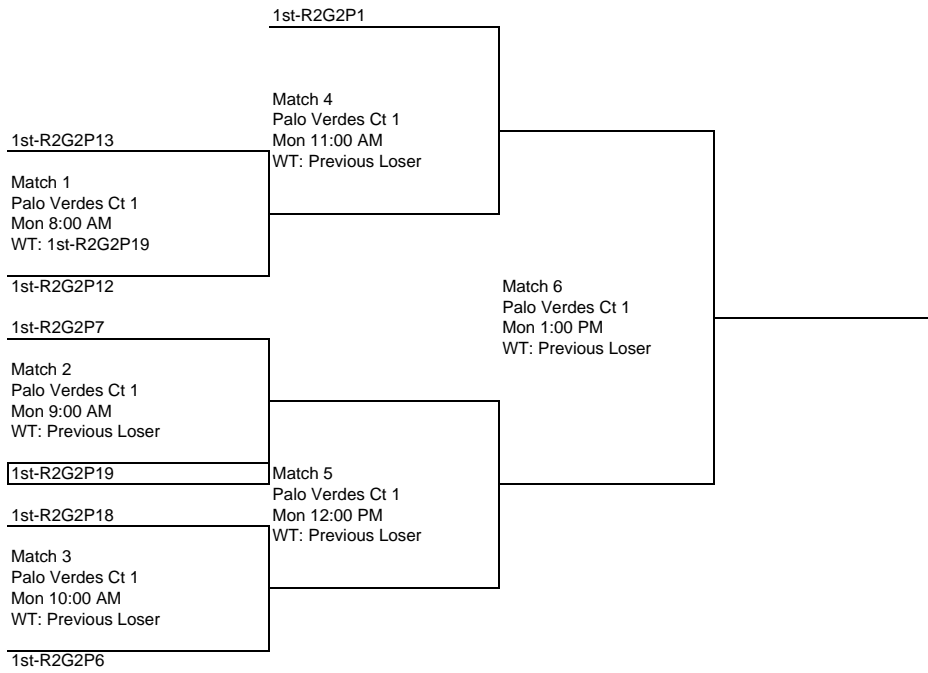 1st-R2G2P1
Match 4
Palo Verdes Ct 1
Mon 11:00 AM
WT: Previous Loser
1st-R2G2P13
Match 1
Palo Verdes Ct 1
Mon 8:00 AM
WT: 1st-R2G2P19
1st-R2G2P12
Match 6
Palo Verdes Ct 1
Mon 1:00 PM
WT: Previous Loser
1st-R2G2P7
Match 2
Palo Verdes Ct 1
Mon 9:00 AM
WT: Previous Loser
1st-R2G2P19
Match 5
Palo Verdes Ct 1
Mon 12:00 PM
WT: Previous Loser
1st-R2G2P18
Match 3
Palo Verdes Ct 1
Mon 10:00 AM
WT: Previous Loser
1st-R2G2P6